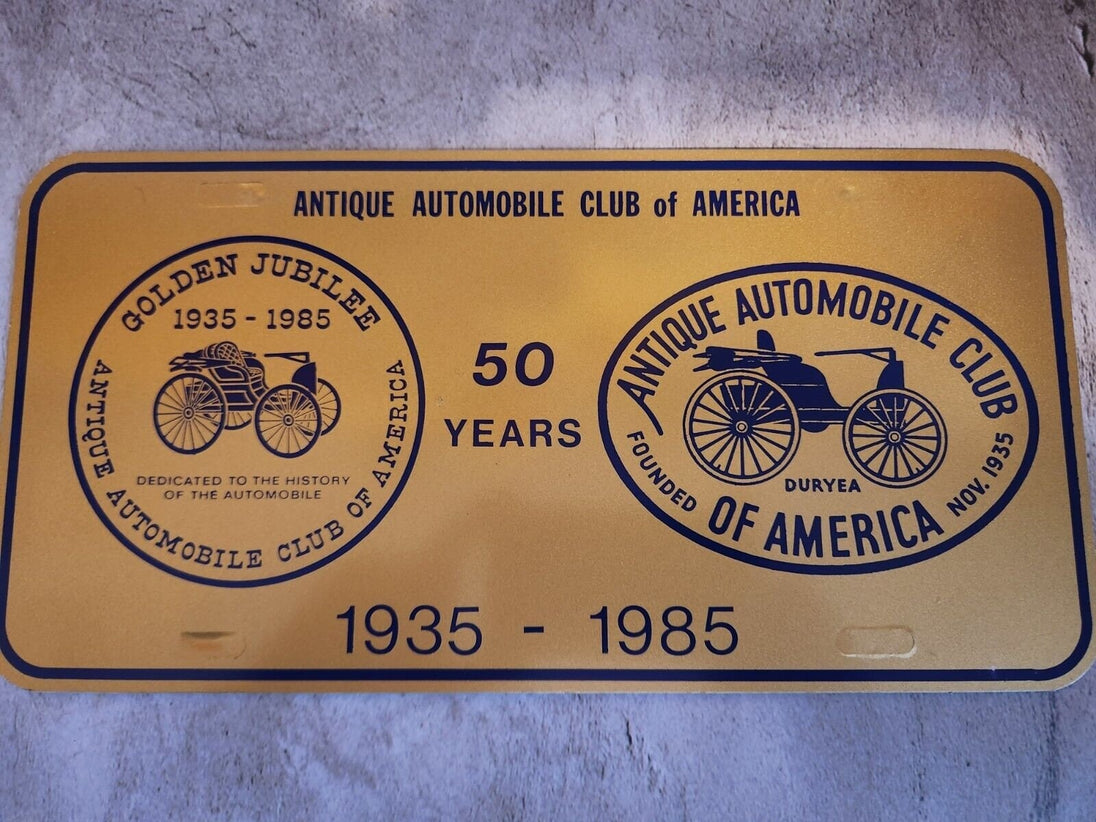 ANTIQUE AUTOMOBILE CLUB of AMERICA
GOLDEN JUBILEE
1935 - 1985
DEDICATED TO THE HISTORY
OF THE AUTOMOBILE
ANTIQUE AUTOMOBILE CLUB OF AMERICA
50
YEARS
ANTIQUE AUTOMOBILE CLUB
DURYEA
FOUNDED
NOV. 1935
OF AMERICA
1935 - 1985